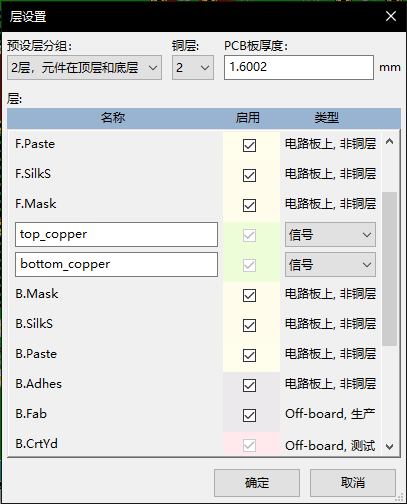 层设置
预设层分组: 铜层: PCB板厚度:
2层，元件在顶层和底层 2 1.6002 mm
层:
名称 启用 类型
F.Paste 电路板上, 非铜层
F.SilkS 电路板上, 非铜层
F.Mask 电路板上, 非铜层
top_copper 信号
bottom_copper 信号
B.Mask 电路板上, 非铜层
B.SilkS 电路板上, 非铜层
B.Paste 电路板上, 非铜层
B.Adhes 电路板上, 非铜层
B.Fab Off-board, 生产
B.CrtYd Off-board, 测试
确定 取消